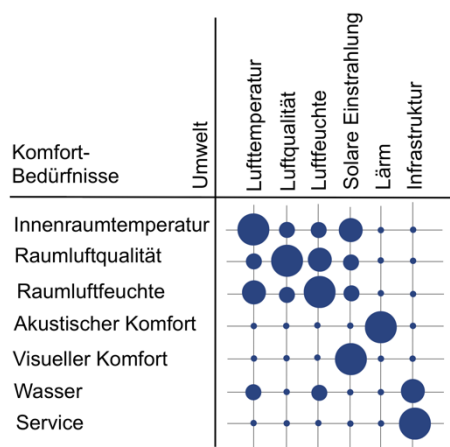 Umwelt
Lufttemperatur
Luftqualität
Luftfeuchte
Solare Einstrahlung
Lärm
Infrastruktur
Komfort-
Bedürfnisse
Innenraumtemperatur
Raumluftqualität
Raumluftfeuchte
Akustischer Komfort
Visueller Komfort
Wasser
Service